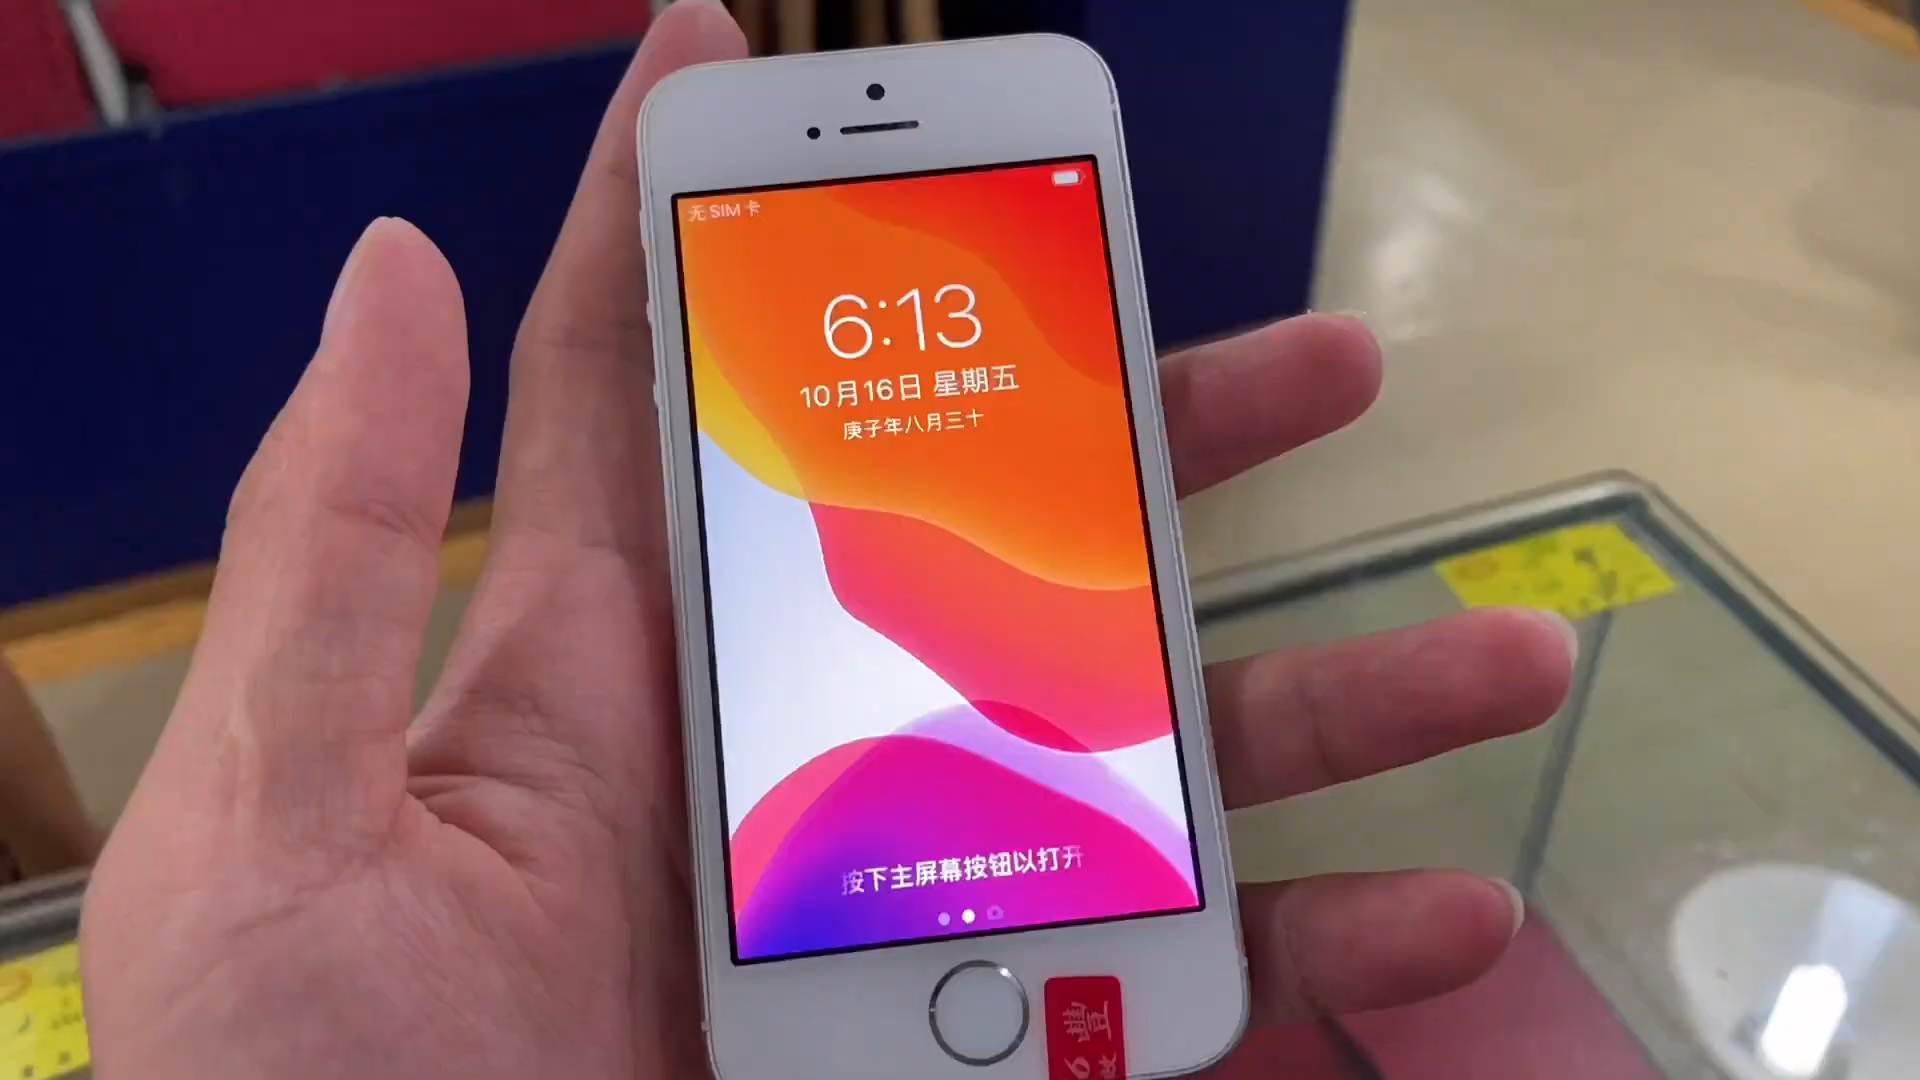 无SIM卡
6:13
10月16日 星期五
庚子年八月三十
按下主屏幕按钮以打开